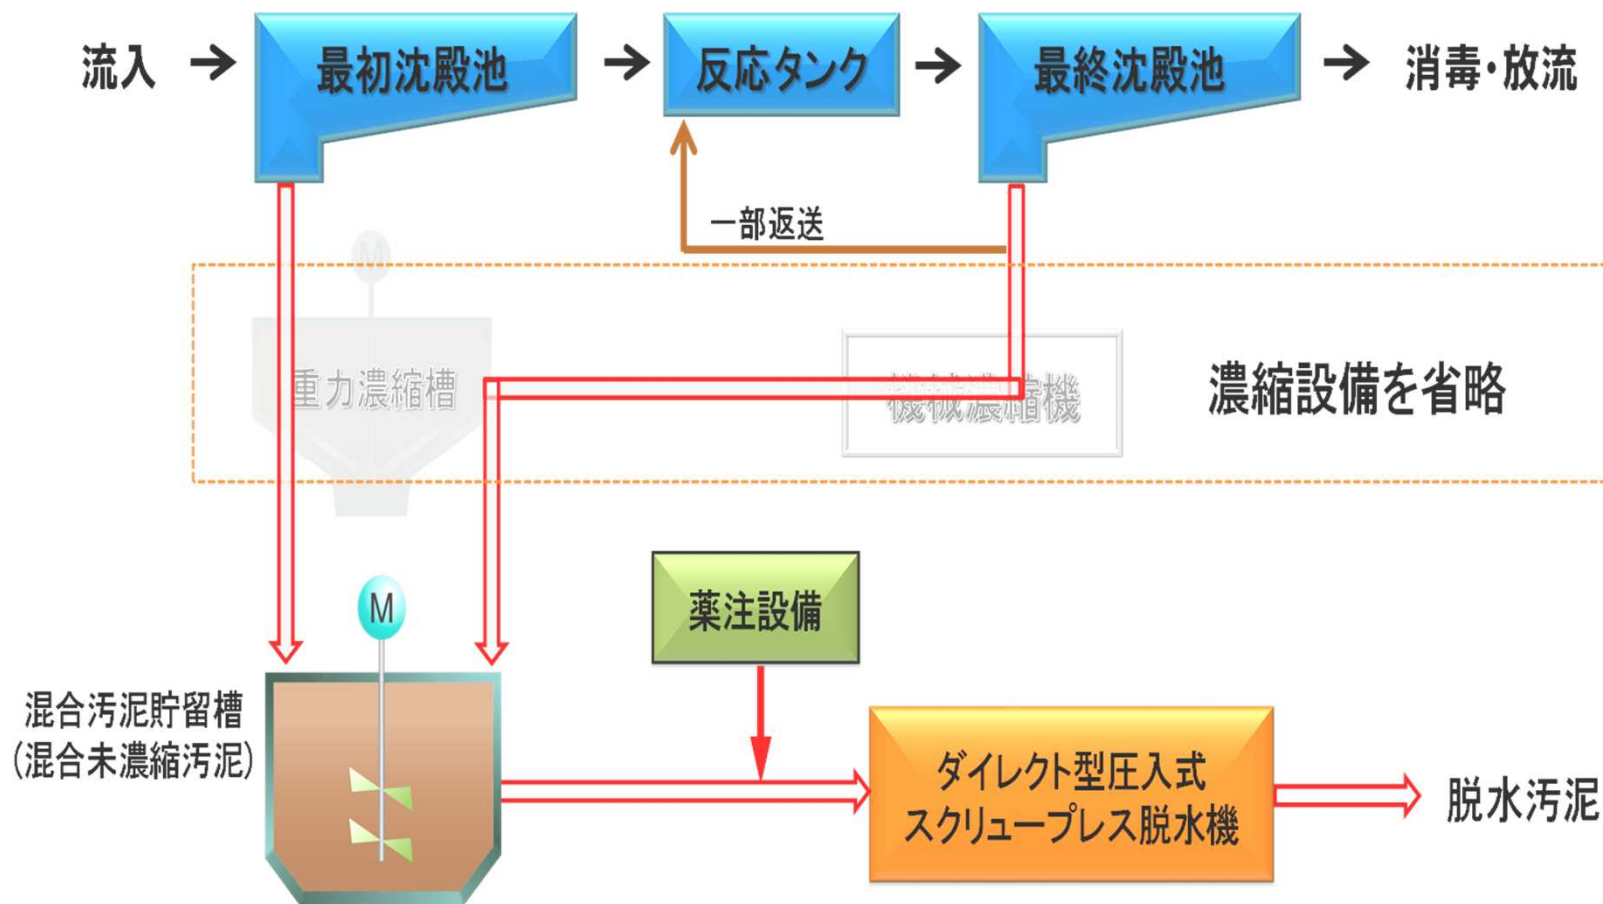 流入
最初沈殿池
反応タンク
最終沈殿池
消毒・放流
一部返送
M
重力濃縮槽
機械濃縮機
濃縮設備を省略
M
薬注設備
混合汚泥貯留槽
(混合未濃縮汚泥)
ダイレクト型圧入式
スクリュープレス脱水機
脱水汚泥